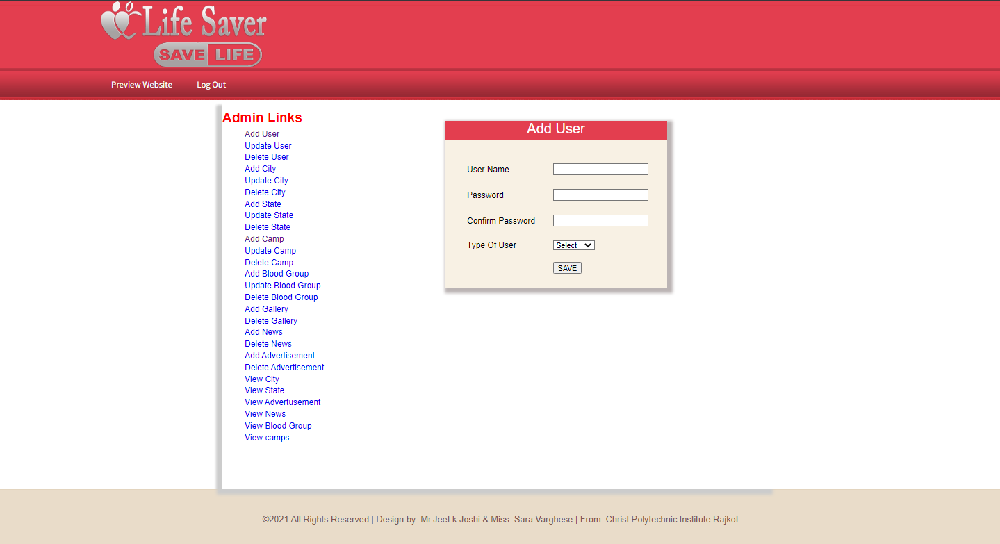 Life Saver
SAVE LIFE
Preview Website Log Out
Admin Links
Add User
Update User
Delete User
Add City
Update City
Delete City
Add State
Update State
Delete State
Add Camp
Update Camp
Delete Camp
Add Blood Group
Update Blood Group
Delete Blood Group
Add Gallery
Delete Gallery
Add News
Delete News
Add Advertisement
Delete Advertisement
View City
View State
View Advertusement
View News
View Blood Group
View camps
Add User
User Name
Password
Confirm Password
Type Of User Select
SAVE
©2021 All Rights Reserved | Design by: Mr.Jeet k Joshi & Miss. Sara Varghese | From: Christ Polytechnic Institute Rajkot